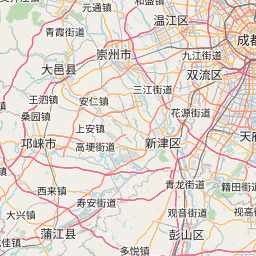 元通镇
和盛镇
温江区
成都
青霞街道
崇州市
九江街道
大邑县
双流区
三江街道
王泗镇
安仁镇
花源街道
桑园镇
上安镇
天府
邛崃市
高埂街道
新津区
青龙街道
籍田街道
西来镇
大兴镇
寿安街道
观音街道
视高街道
蒲江县
彭山区
多悦镇